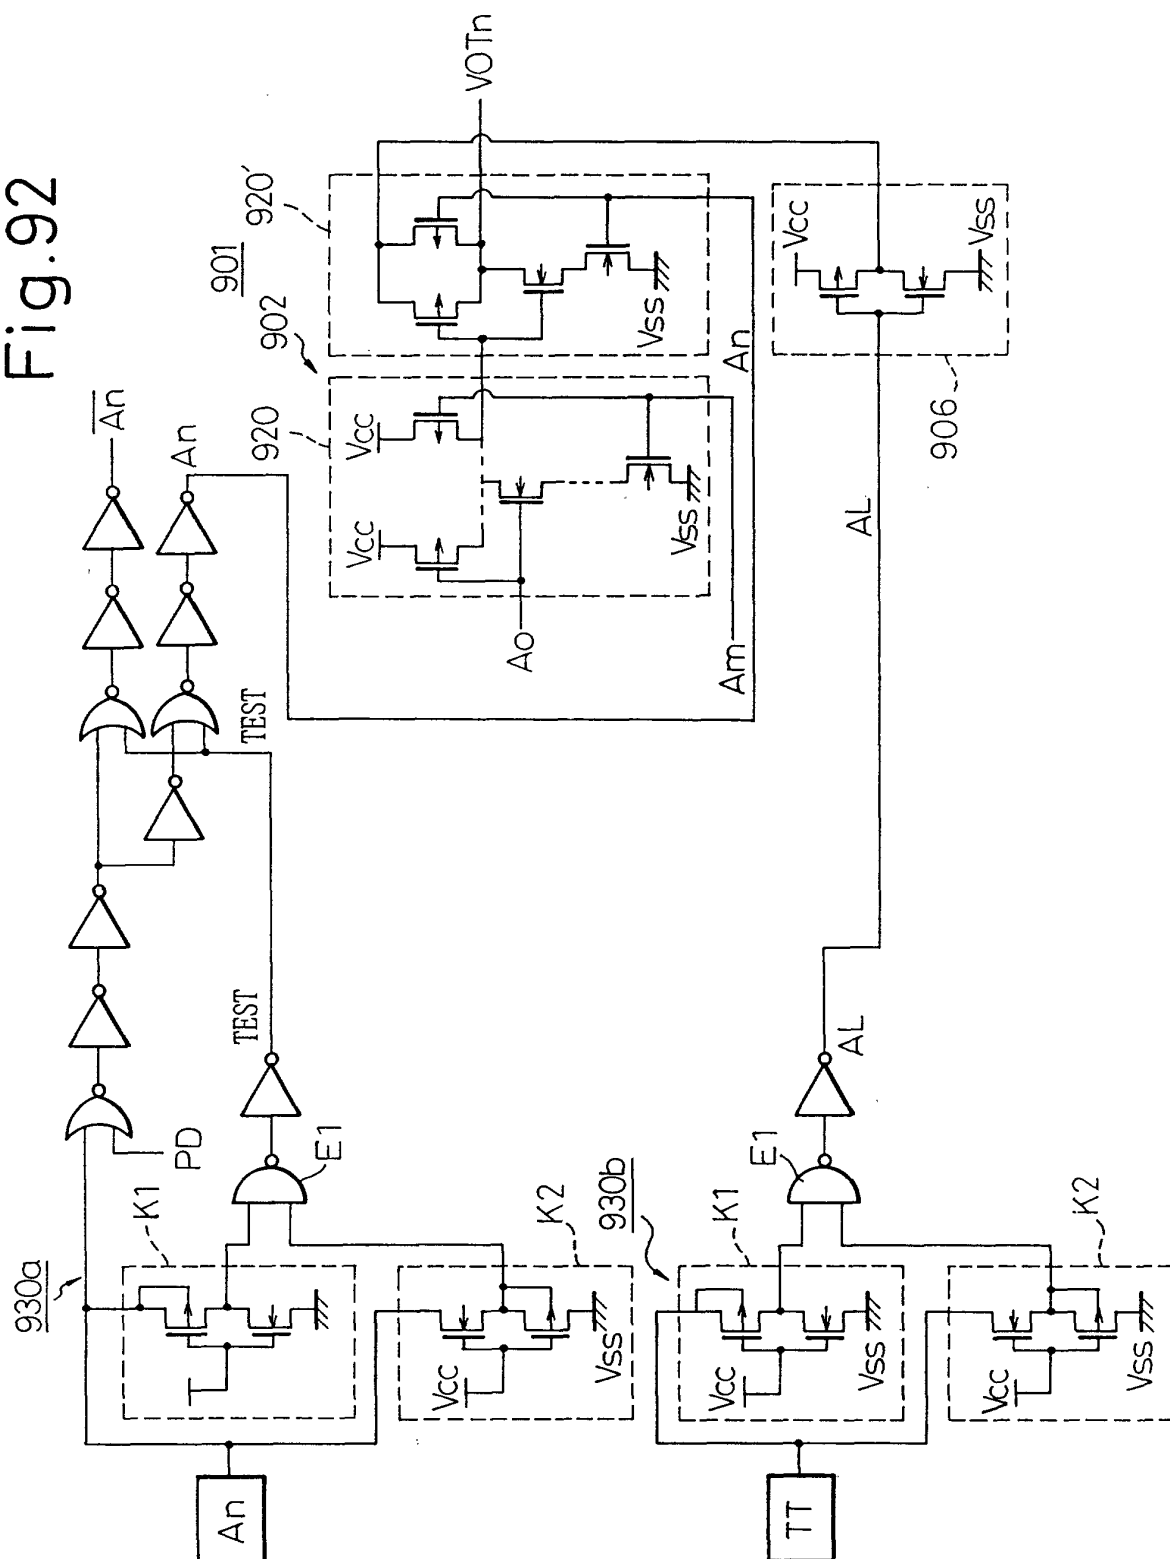 Fig.92
An
An
VOTn
920´
901
902
920
Vcc
Vcc
Vss
Vss
An
Am
Ao
TEST
TEST
PD
E1
K1
930a
K2
Vcc
Vss
An
906
Vcc
Vss
AL
AL
E1
930b
K1
Vcc
Vss
K2
Vcc
Vss
TT